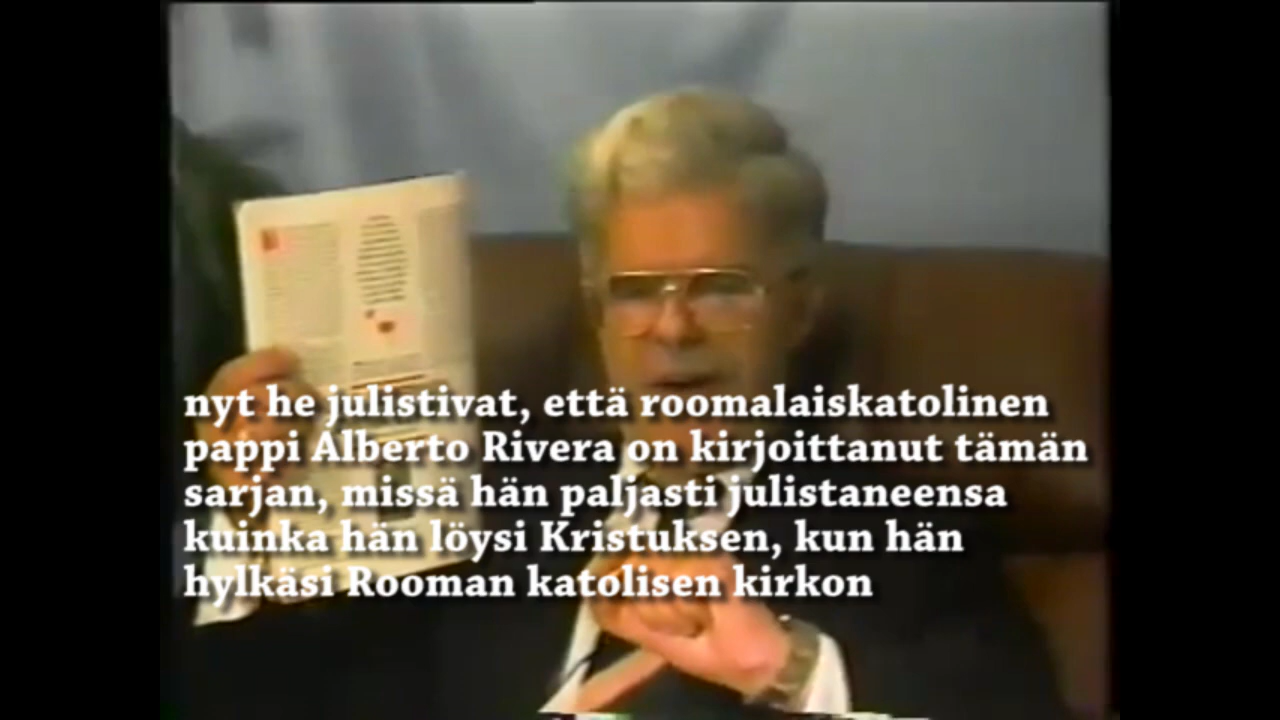 nyt he julistivat, että roomalaiskatolinen
pappi Alberto Rivera on kirjoittanut tämän
sarjan, missä hän paljasti julistaneensa
kuinka hän löysi Kristuksen, kun hän
hylkäsi Rooman katolisen kirkon